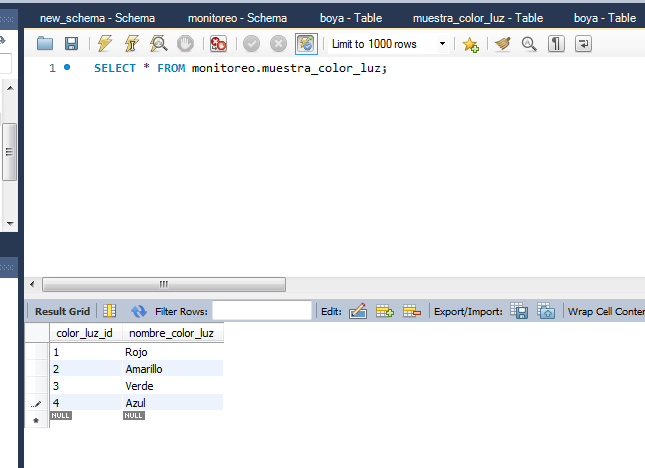 new_schema - Schema monitoreo - Schema boya - Table muestra_color_luz - Table boya - Table
Limit to 1000 rows
1 SELECT * FROM monitoreo.muestra_color_luz;
Result Grid Filter Rows: Edit: Export/Import: Wrap Cell Conten
color_luz_id nombre_color_luz
1 Rojo
2 Amarillo
3 Verde
4 Azul
NULL NULL